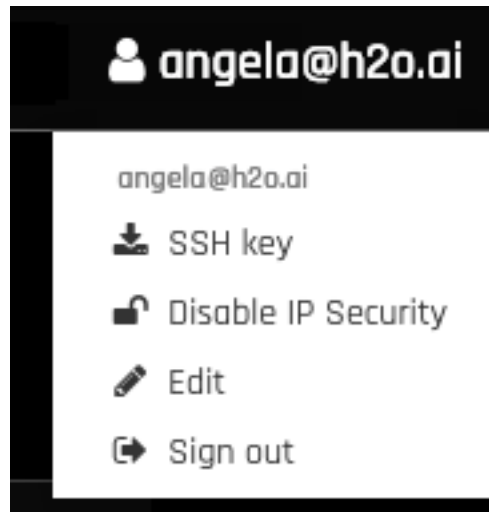 angela@h2o.ai
angela@h2o.ai
SSH key
Disable IP Security
Edit
Sign out